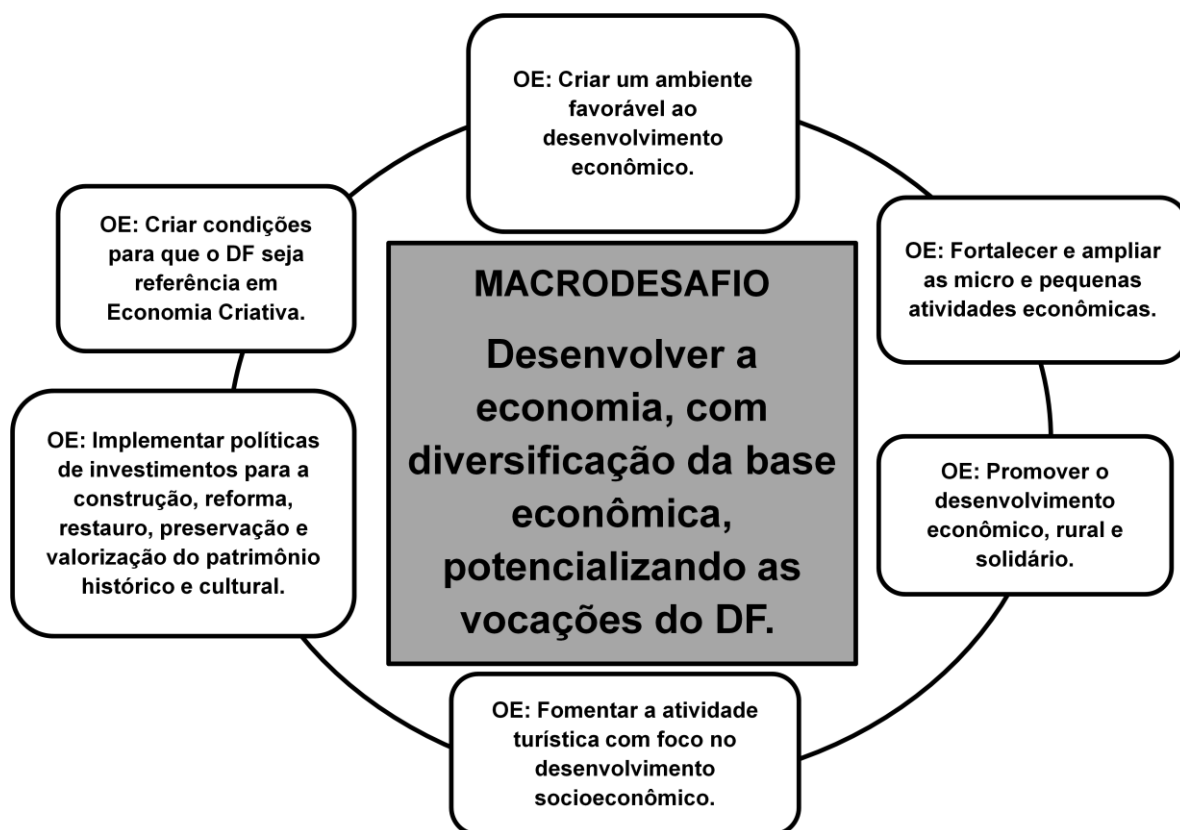 OE: Criar um ambiente
favorável ao
desenvolvimento
econômico.
OE: Criar condições
para que o DF seja
referência em
Economia Criativa.
OE: Fortalecer e ampliar
as micro e pequenas
atividades econômicas.
MACRODESAFIO
Desenvolver a
economia, com
diversificação da base
econômica,
potencializando as
vocações do DF.
OE: Implementar políticas
de investimentos para a
construção, reforma,
restauro, preservação e
valorização do patrimônio
histórico e cultural.
OE: Promover o
desenvolvimento
econômico, rural e
solidário.
OE: Fomentar a atividade
turística com foco no
desenvolvimento
socioeconômico.